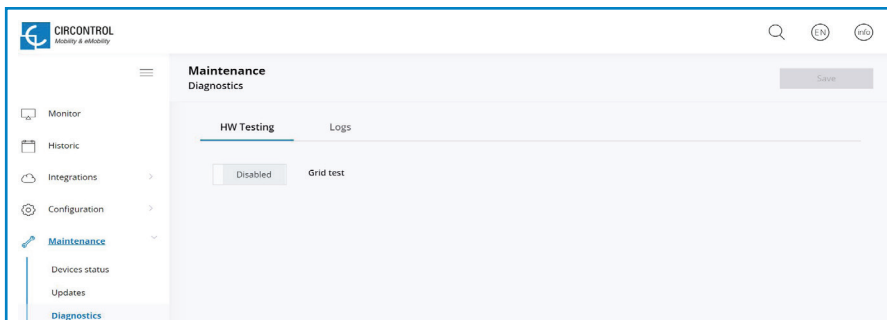 CIRCONTROL
Mobility & eMobility
EN
info
Maintenance
Diagnostics
Save
Monitor
Historic
Integrations
Configuration
Maintenance
Devices status
Updates
Diagnostics
HW Testing
Logs
Disabled
Grid test